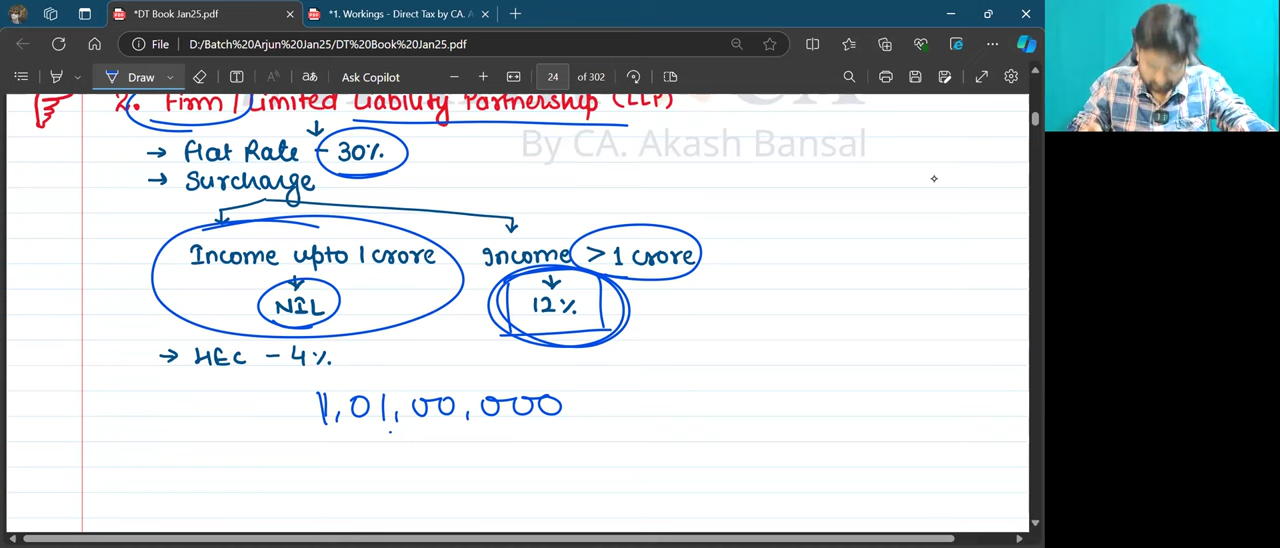 *DT Book Jan25.pdf
*1. Workings - Direct Tax by CA. A
File
D:/Batch%20Arjun%20Jan25/DT%20Book%20Jan25.pdf
Draw
Ask Copilot
24 of 302
2. Firm / Limited Liability Partnership (LLP)
By CA. Akash Bansal
→ Flat Rate - 30%
→ Surcharge
Income upto 1 crore
Income > 1 crore
NIL
12%
→ HEC - 4%
1,01,00,000